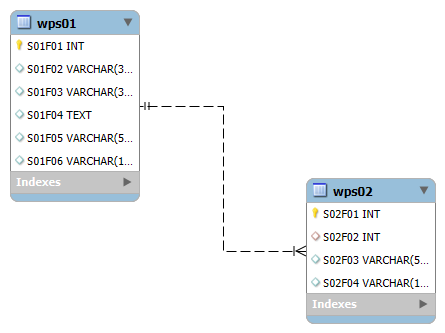 wps01
S01F01 INT
S01F02 VARCHAR(3...
S01F03 VARCHAR(3...
S01F04 TEXT
S01F05 VARCHAR(5...
S01F06 VARCHAR(1...
Indexes
wps02
S02F01 INT
S02F02 INT
S02F03 VARCHAR(5...
S02F04 VARCHAR(1...
Indexes